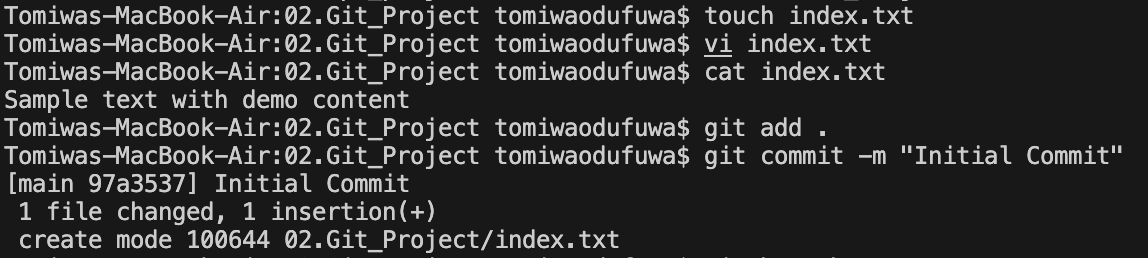 Tomiwas-MacBook-Air:02.Git_Project tomiwaodufuwa$ touch index.txt
Tomiwas-MacBook-Air:02.Git_Project tomiwaodufuwa$ vi index.txt
Tomiwas-MacBook-Air:02.Git_Project tomiwaodufuwa$ cat index.txt
Sample text with demo content
Tomiwas-MacBook-Air:02.Git_Project tomiwaodufuwa$ git add .
Tomiwas-MacBook-Air:02.Git_Project tomiwaodufuwa$ git commit -m "Initial Commit"
[main 97a3537] Initial Commit
 1 file changed, 1 insertion(+)
 create mode 100644 02.Git_Project/index.txt